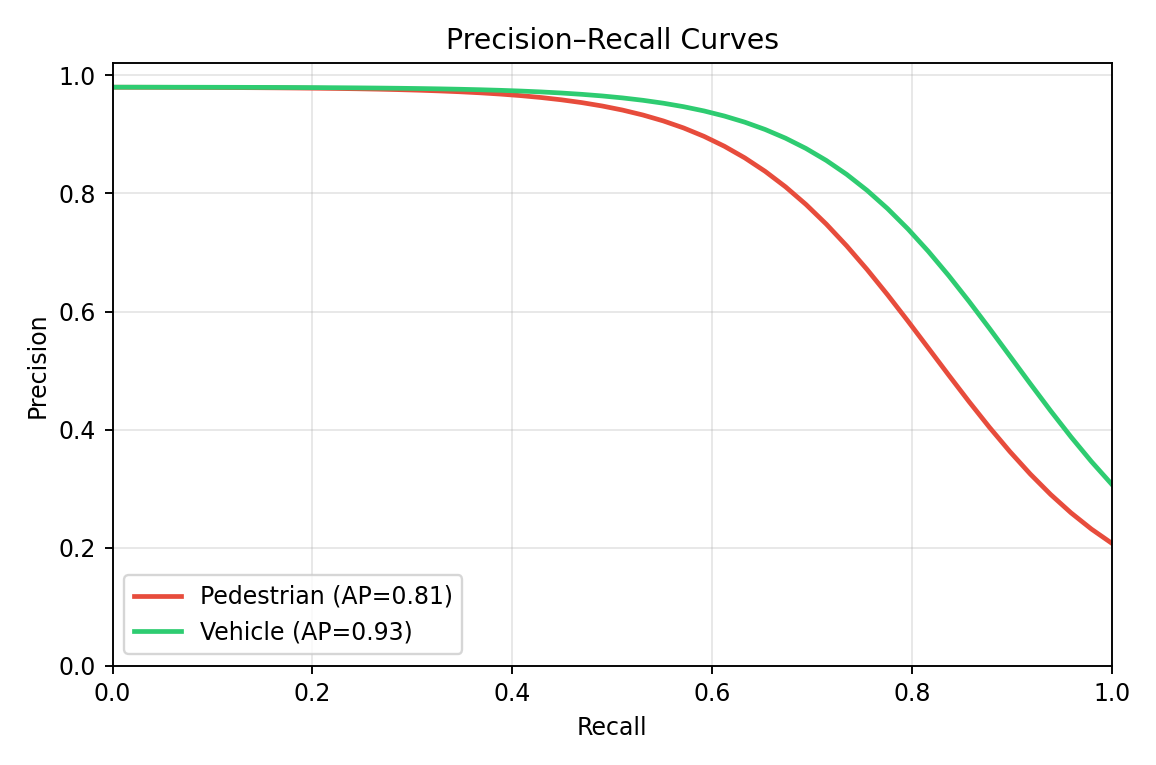 Precision–Recall Curves
Precision
1.0
0.8
0.6
0.4
0.2
0.0
Pedestrian (AP=0.81)
Vehicle (AP=0.93)
0.0 0.2 0.4 0.6 0.8 1.0
Recall